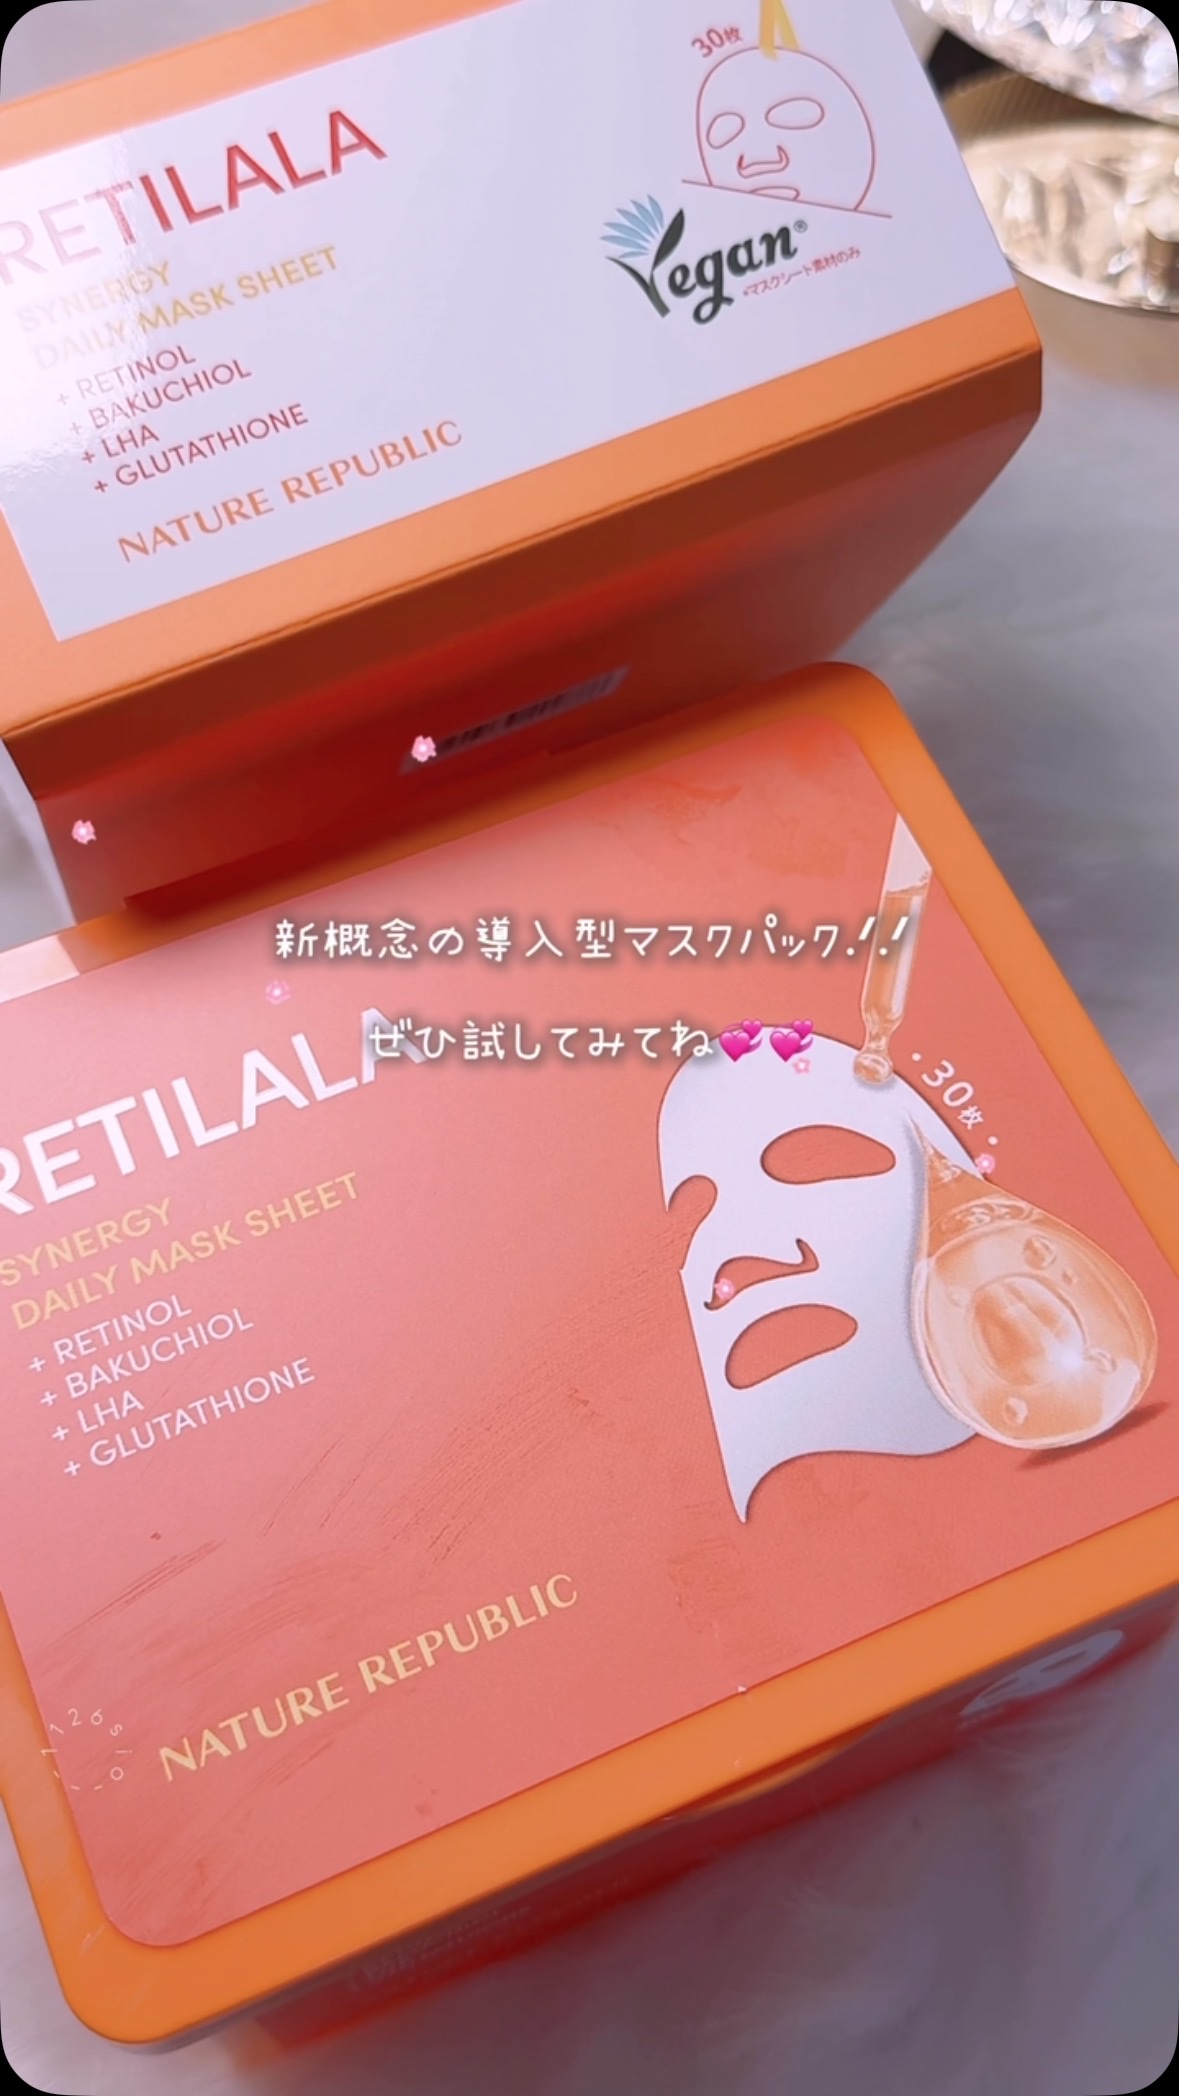 30枚
RETILALA
SYNERGY
DAILY MASK SHEET
+ RETINOL
+ BAKUCHIOL
+ LHA
+ GLUTATHIONE
NATURE REPUBLIC
Vegan®
*マスクシート素材のみ
新概念の導入型マスクパック!!
ぜひ試してみてね💞💞
RETILALA
SYNERGY
DAILY MASK SHEET
+ RETINOL
+ BAKUCHIOL
+ LHA
+ GLUTATHIONE
NATURE REPUBLIC
・30枚・